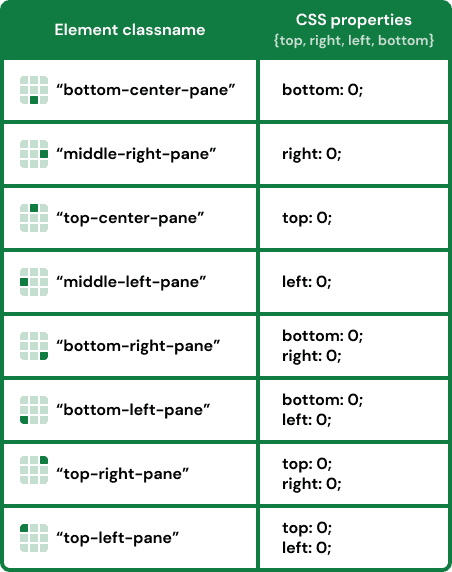 Element classname
CSS properties
{top, right, left, bottom}
“bottom-center-pane”
bottom: 0;
“middle-right-pane”
right: 0;
“top-center-pane”
top: 0;
“middle-left-pane”
left: 0;
“bottom-right-pane”
bottom: 0;
right: 0;
“bottom-left-pane”
bottom: 0;
left: 0;
“top-right-pane”
top: 0;
right: 0;
“top-left-pane”
top: 0;
left: 0;